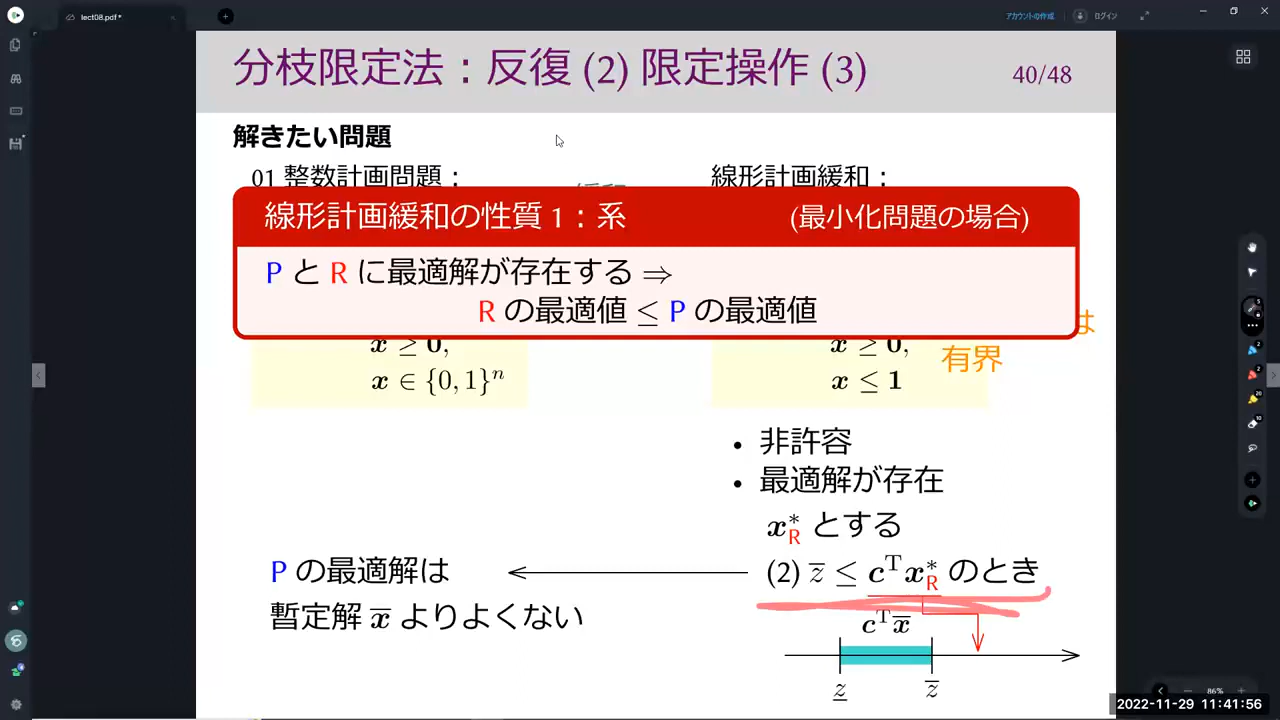 lect08.pdf*
アカウントの作成
ログイン
分枝限定法：反復 (2) 限定操作 (3)
40/48
解きたい問題
01 整数計画問題：
線形計画緩和：
線形計画緩和の性質 1：系
(最小化問題の場合)
P と R に最適解が存在する ⇒
R の最適値 ≤ P の最適値
は
有界
x ≥ 0,
x ∈ {0, 1}ⁿ
x ≥ 0,
x ≤ 1
• 非許容
• 最適解が存在
x*_R とする
P の最適解は
暫定解 x̅ よりよくない
(2) z̅ ≤ cᵀx*_R のとき
cᵀx̅
z̲
z̅
86%
2022-11-29 11:41:56